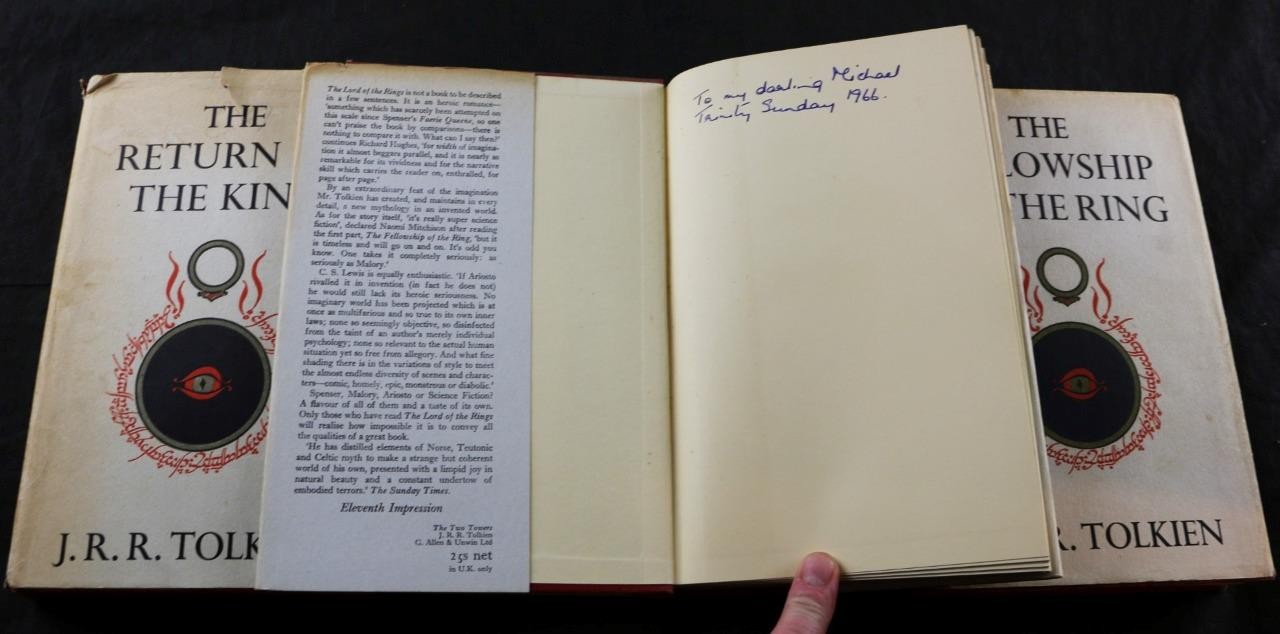 THE
RETURN
THE KIN
J. R. R. TOLK
The Lord of the Rings is not a book to be described
in a few sentences. It is an heroic romance—
'something which has scarcely been attempted on
this scale since Spenser's Faerie Queene, so one
can't praise the book by comparisons—there is
nothing to compare it with. What can I say then?'
continues Richard Hughes, 'for width of imagina-
tion it almost beggars parallel, and it is nearly as
remarkable for its vividness and for the narrative
skill which carries the reader on, enthralled, for
page after page.'
By an extraordinary feat of the imagination
Mr. Tolkien has created, and maintains in every
detail, a new mythology in an invented world.
As for the story itself, 'it's really super science
fiction', declared Naomi Mitchison after reading
the first part, The Fellowship of the Ring, 'but it
is timeless and will go on and on. It's odd you
know. One takes it completely seriously: as
seriously as Malory.'
C. S. Lewis is equally enthusiastic. 'If Ariosto
rivalled it in invention (in fact he does not)
he would still lack its heroic seriousness. No
imaginary world has been projected which is at
once as multifarious and so true to its own inner
laws; none so seemingly objective, so disinfected
from the taint of an author's merely individual
psychology; none so relevant to the actual human
situation yet so free from allegory. And what fine
shading there is in the variations of style to meet
the almost endless diversity of scenes and charac-
ters—comic, homely, epic, monstrous or diabolic.'
Spenser, Malory, Ariosto or Science Fiction?
A flavour of all of them and a taste of its own.
Only those who have read The Lord of the Rings
will realise how impossible it is to convey all
the qualities of a great book.
'He has distilled elements of Norse, Teutonic
and Celtic myth to make a strange but coherent
world of his own, presented with a limpid joy in
natural beauty and a constant undertow of
embodied terrors.' The Sunday Times.
Eleventh Impression
The Two Towers
J. R. R. Tolkien
G. Allen & Unwin Ltd
25s net
in U.K. only
To my darling Michael
Trinity Sunday 1966.
THE
LOWSHIP
THE RING
R. TOLKIEN